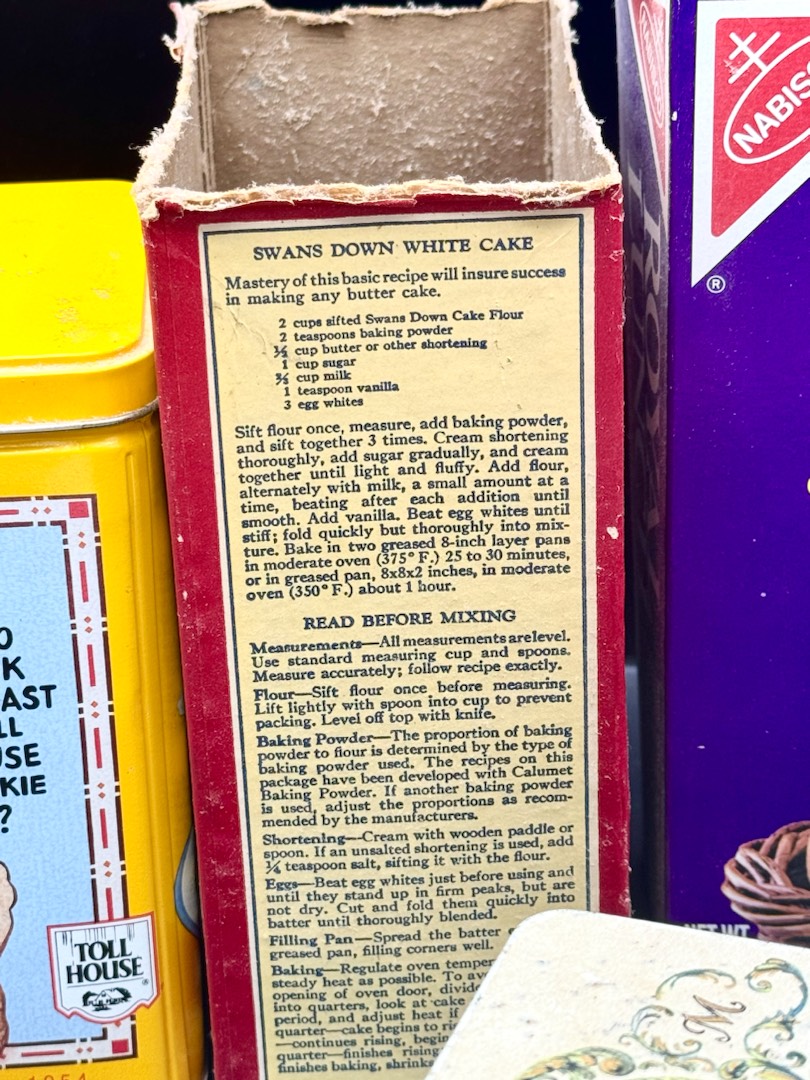 SWANS DOWN WHITE CAKE
Mastery of this basic recipe will insure success
in making any butter cake.
2 cups sifted Swans Down Cake Flour
2 teaspoons baking powder
cup butter or other shortening
1 cup sugar
cup milk
1 teaspoon vanilla
3 egg whites
Sift flour once, measure, add baking powder,
and sift together 3 times. Cream shortening
thoroughly, add sugar gradually, and cream
together until light and fluffy. Add flour,
alternately with milk, a small amount at a
time, beating after each addition until
smooth. Add vanilla. Beat egg whites until
stiff; fold quickly but thoroughly into mix-
ture. Bake in two greased 8-inch layer pans
in moderate oven (375° F.) 25 to 30 minutes,
or in greased pan, 8x8x2 inches, in moderate
oven (350° F.) about 1 hour.
READ BEFORE MIXING
Measurements—All measurements are level.
Use standard measuring cup and spoons.
Measure accurately; follow recipe exactly.
Flour—Sift flour once before measuring.
Lift lightly with spoon into cup to prevent
packing. Level off top with knife.
Baking Powder—The proportion of baking
powder to flour is determined by the type of
baking powder used. The recipes on this
package have been developed with Calumet
Baking Powder. If another baking powder
is used, adjust the proportions as recom-
mended by the manufacturers.
Shortening—Cream with wooden paddle or
spoon. If an unsalted shortening is used, add
¼ teaspoon salt, sifting it with the flour.
Eggs—Beat egg whites just before using and
until they stand up in firm peaks, but are
not dry. Cut and fold them quickly into
batter until thoroughly blended.
Filling Pan—Spread the batter
greased pan, filling corners well.
Baking—Regulate oven temper
steady heat as possible. To av
opening of oven door, divid
into quarters, look at cake
period, and adjust heat if
quarter—cake begins to ri
—continues rising, begin
quarter—finishes rising
finishes baking, shrink
O
K
AST
LL
USE
KIE
?
TOLL
HOUSE
®
NABIS
®
NET WT
M